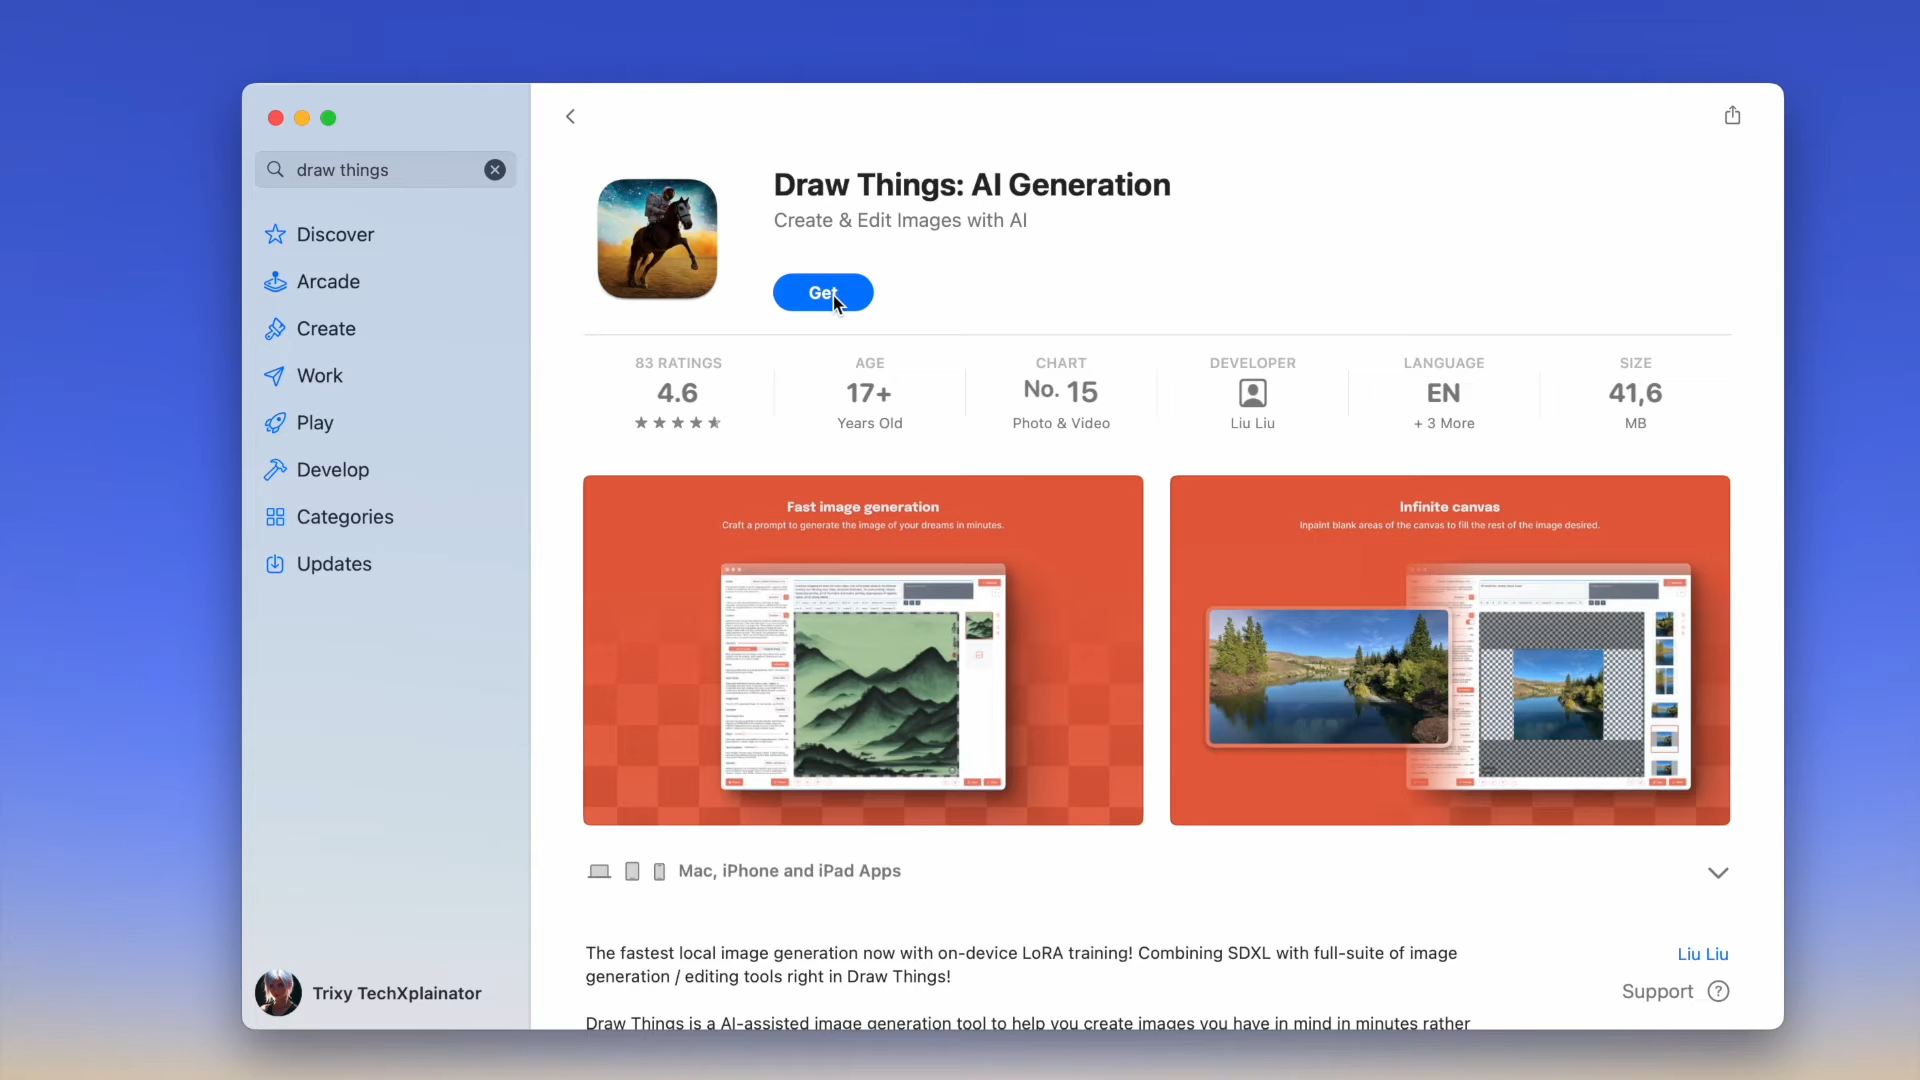 draw things
Discover
Arcade
Create
Work
Play
Develop
Categories
Updates
Trixy TechXplainator
Draw Things: AI Generation
Create & Edit Images with AI
Get
83 RATINGS
4.6
AGE
17+
Years Old
CHART
No. 15
Photo & Video
DEVELOPER
Liu Liu
LANGUAGE
EN
+ 3 More
SIZE
41,6
MB
Fast image generation
Craft a prompt to generate the image of your dreams in minutes.
Infinite canvas
Inpaint blank areas of the canvas to fill the rest of the image desired.
Mac, iPhone and iPad Apps
The fastest local image generation now with on-device LoRA training! Combining SDXL with full-suite of image
generation / editing tools right in Draw Things!
Draw Things is a AI-assisted image generation tool to help you create images you have in mind in minutes rather
Liu Liu
Support